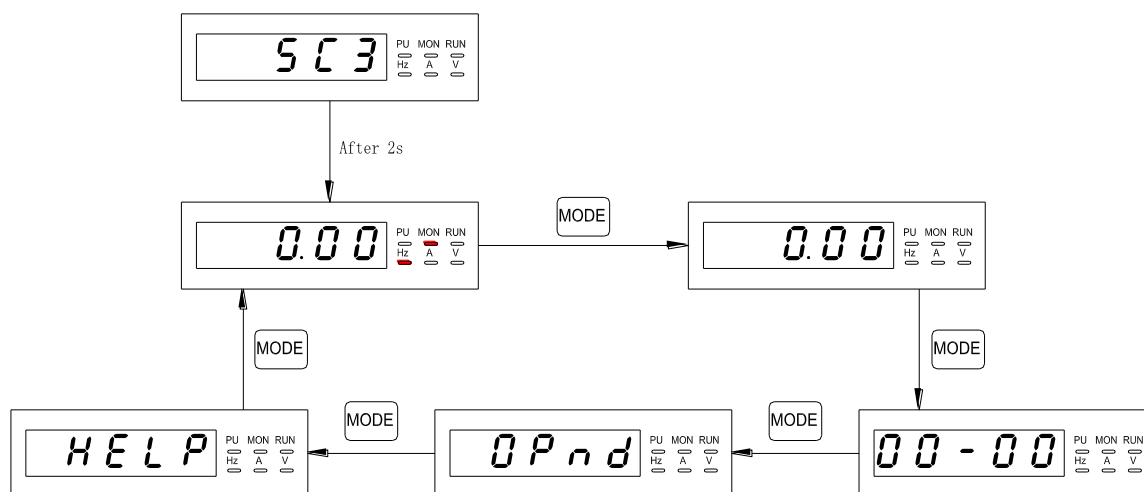 SC3
PU MON RUN
Hz A V
After 2s
0.00
PU MON RUN
Hz A V
MODE
0.00
PU MON RUN
Hz A V
MODE
MODE
HELP
PU MON RUN
Hz A V
MODE
OPnd
PU MON RUN
Hz A V
MODE
00-00
PU MON RUN
Hz A V